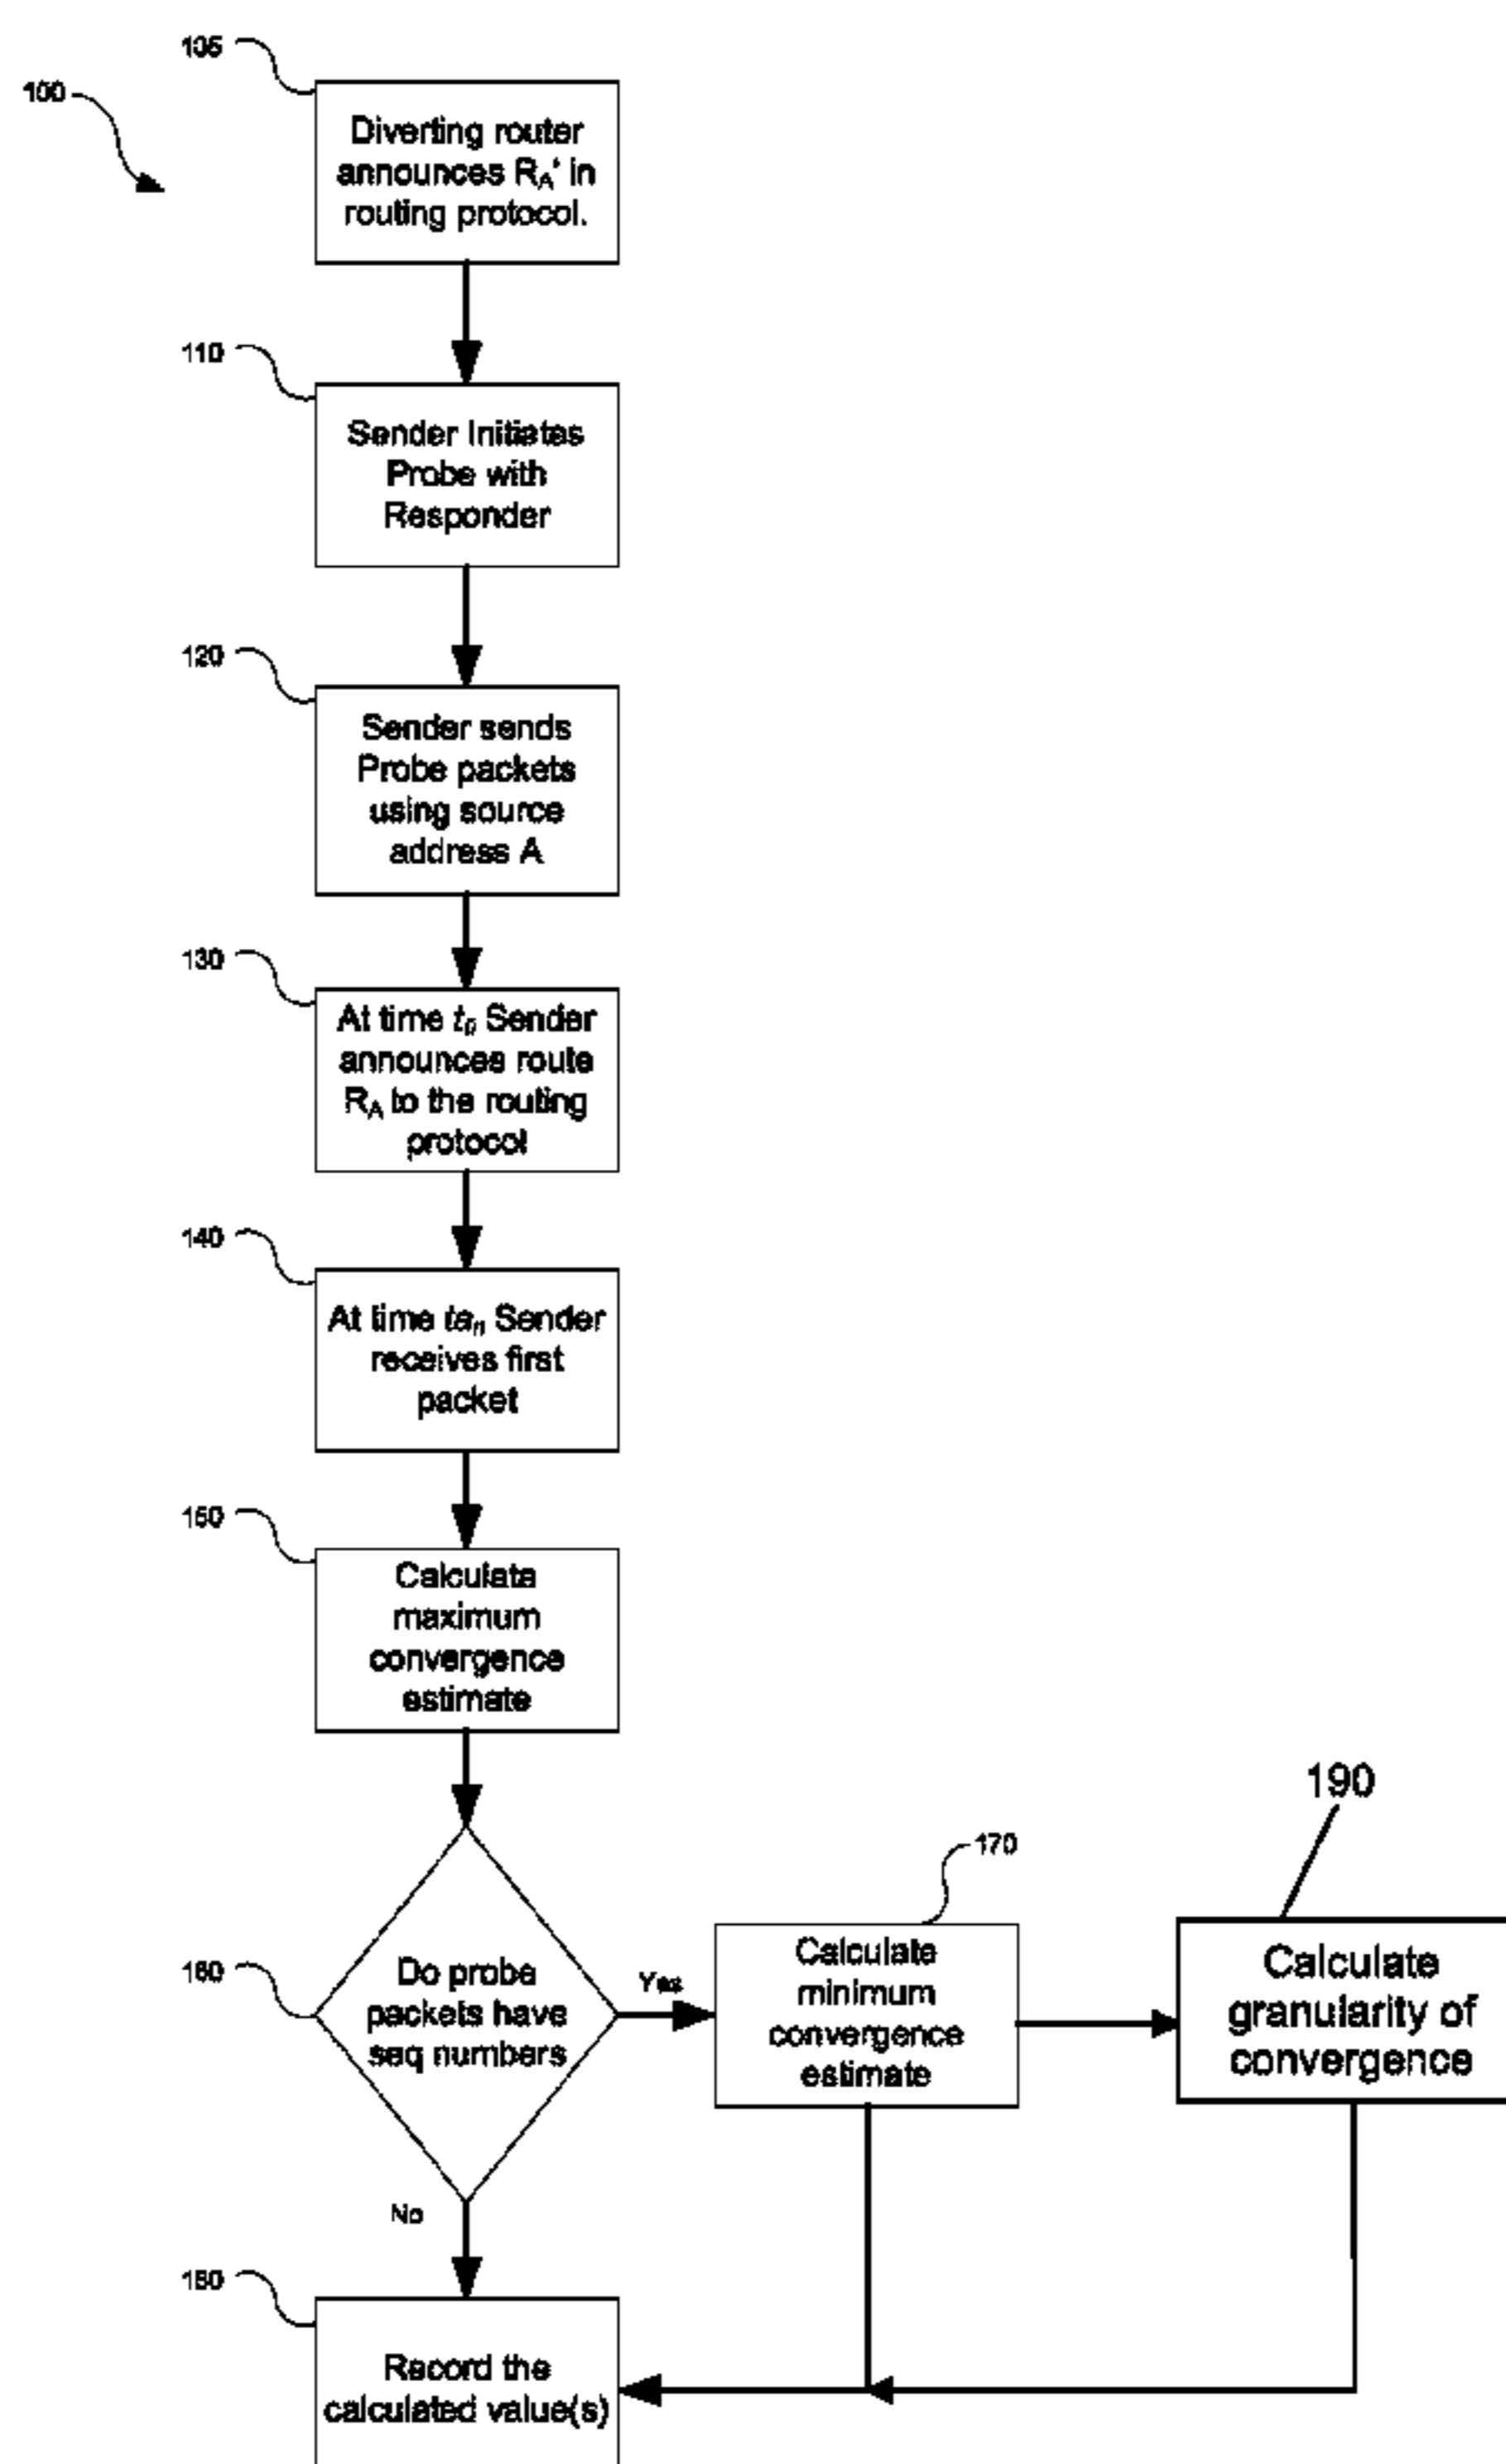 105
100
Diverting router
announces RA' in
routing protocol.
110
Sender Initiates
Probe with
Responder
120
Sender sends
Probe packets
using source
address A
130
At time t0 Sender
announces route
RA to the routing
protocol
140
At time tan Sender
receives first
packet
150
Calculate
maximum
convergence
estimate
160
Do probe
packets have
seq numbers
Yes
No
170
Calculate
minimum
convergence
estimate
190
Calculate
granularity of
convergence
180
Record the
calculated value(s)